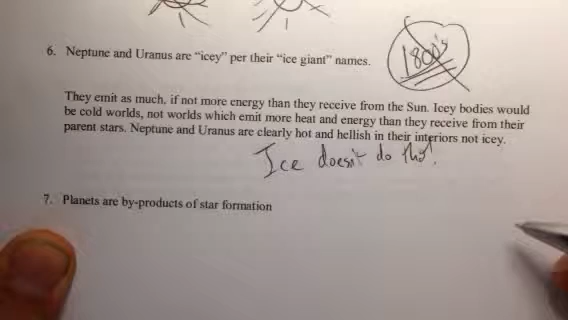 1800's
6. Neptune and Uranus are “icey” per their “ice giant” names.
They emit as much, if not more energy than they receive from the Sun. Icey bodies would
be cold worlds, not worlds which emit more heat and energy than they receive from their
parent stars. Neptune and Uranus are clearly hot and hellish in their interiors not icey.
Ice doesn't do that.
7. Planets are by-products of star formation